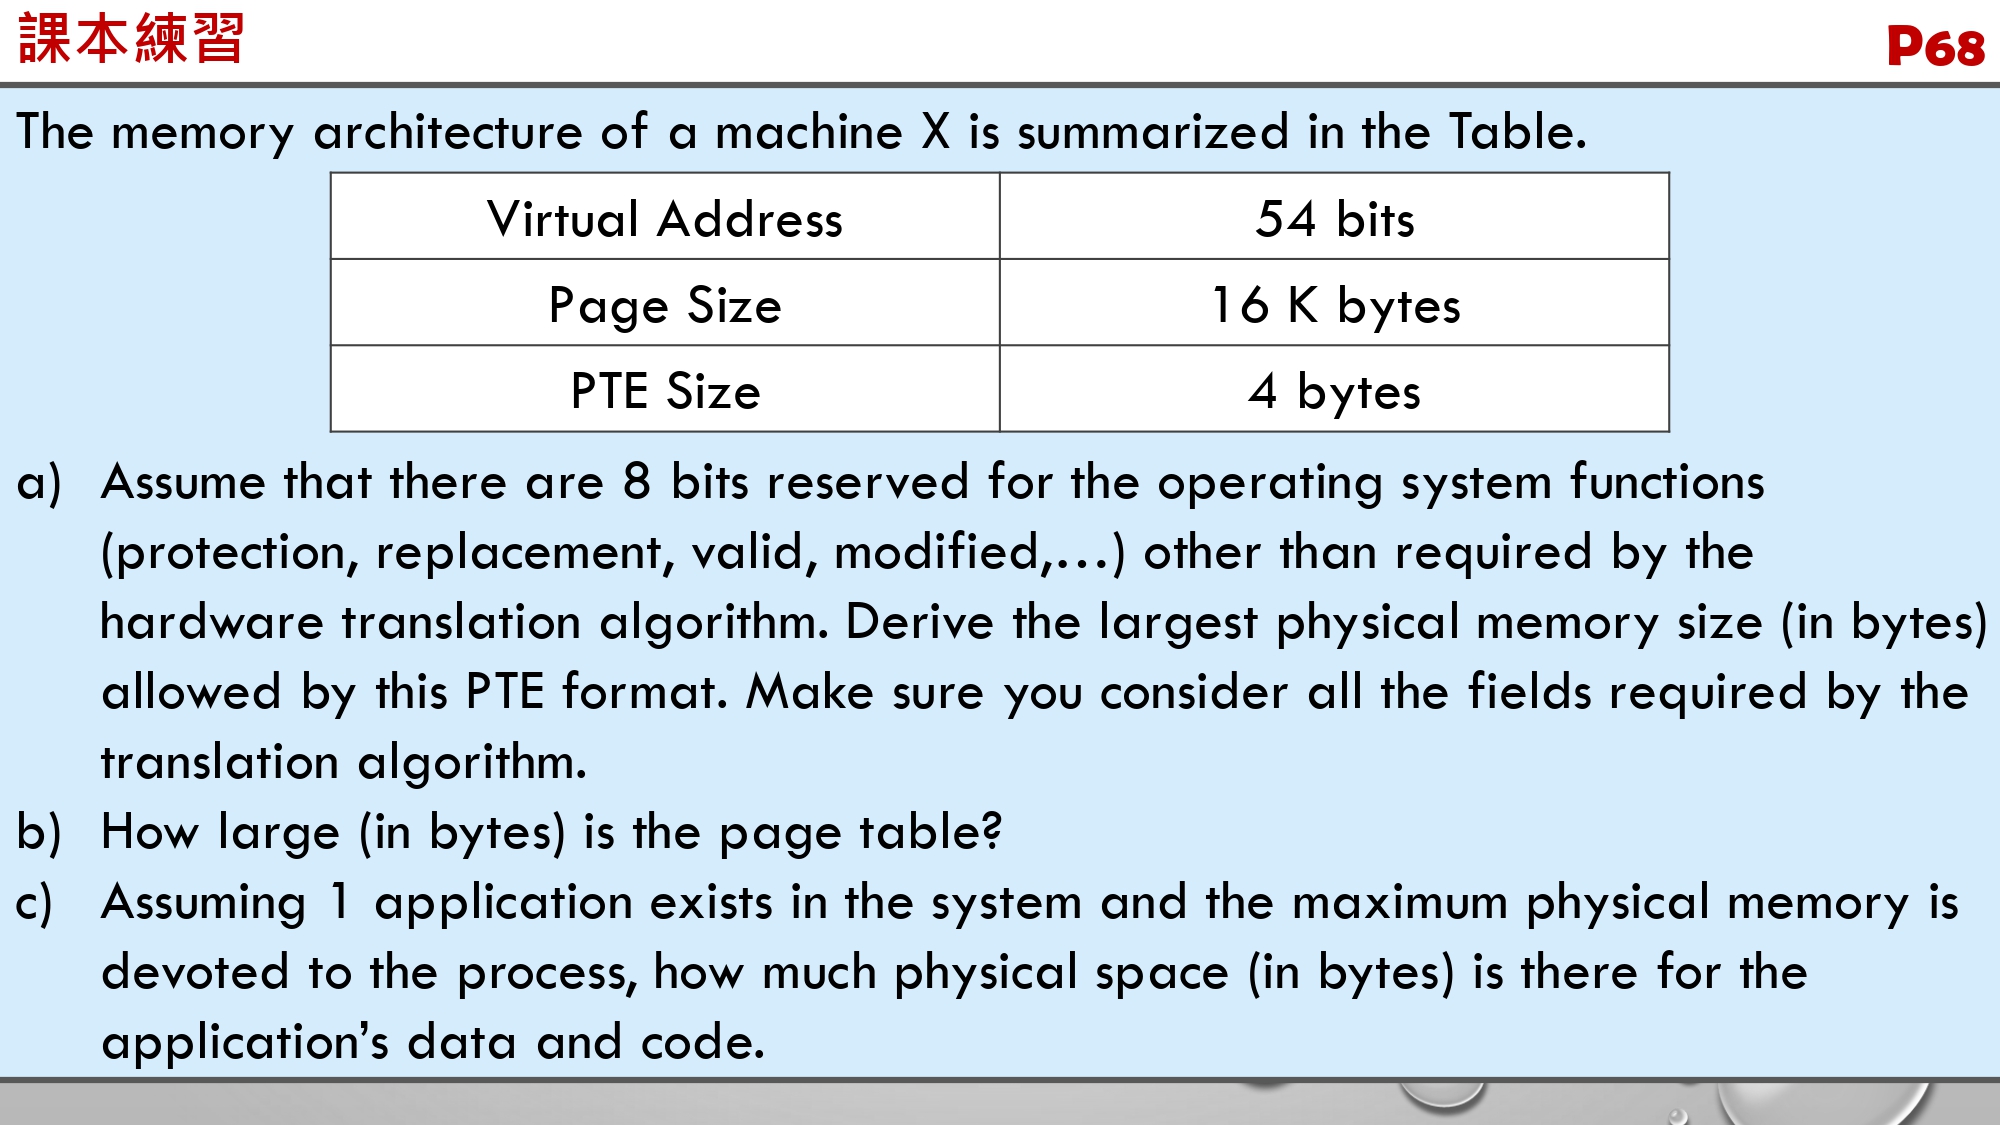 課本練習
P68
The memory architecture of a machine X is summarized in the Table.
Virtual Address 54 bits
Page Size 16 K bytes
PTE Size 4 bytes
a) Assume that there are 8 bits reserved for the operating system functions
(protection, replacement, valid, modified,…) other than required by the
hardware translation algorithm. Derive the largest physical memory size (in bytes)
allowed by this PTE format. Make sure you consider all the fields required by the
translation algorithm.
b) How large (in bytes) is the page table?
c) Assuming 1 application exists in the system and the maximum physical memory is
devoted to the process, how much physical space (in bytes) is there for the
application’s data and code.